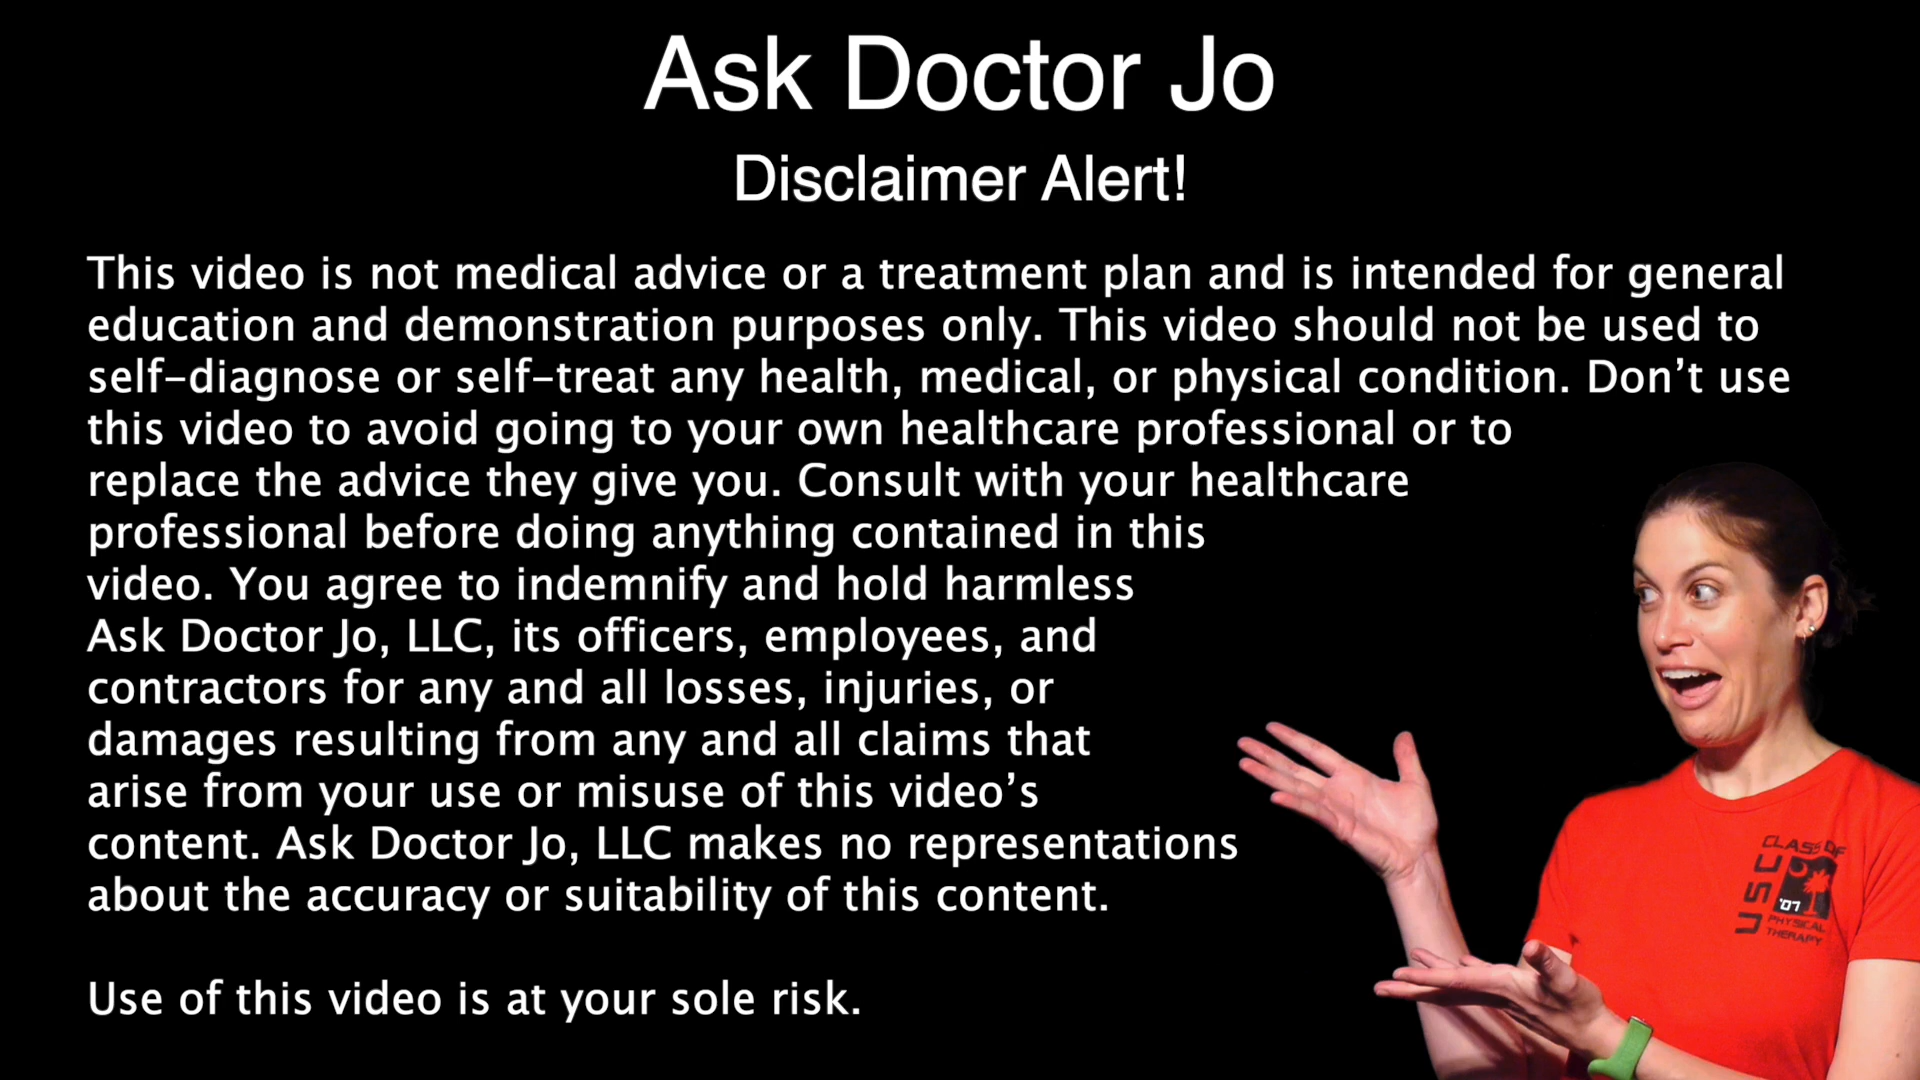 Ask Doctor Jo
Disclaimer Alert!
This video is not medical advice or a treatment plan and is intended for general
education and demonstration purposes only. This video should not be used to
self-diagnose or self-treat any health, medical, or physical condition. Don’t use
this video to avoid going to your own healthcare professional or to
replace the advice they give you. Consult with your healthcare
professional before doing anything contained in this
video. You agree to indemnify and hold harmless
Ask Doctor Jo, LLC, its officers, employees, and
contractors for any and all losses, injuries, or
damages resulting from any and all claims that
arise from your use or misuse of this video’s
content. Ask Doctor Jo, LLC makes no representations
about the accuracy or suitability of this content.
Use of this video is at your sole risk.
CLASS OF
USC
'07
PHYSICAL
THERAPY